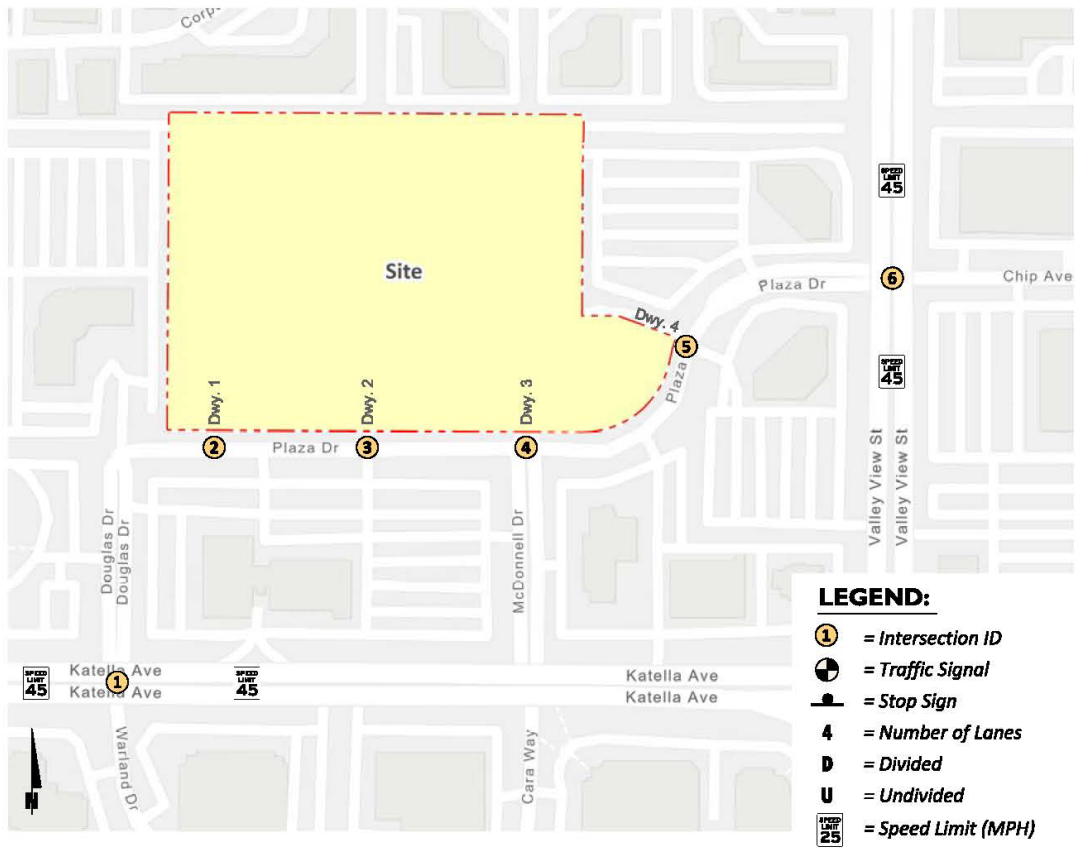 Corp
SPEED
LIMIT
45
Site
6
Plaza Dr
Chip Ave
Dwy. 4
5
SPEED
LIMIT
45
Plaza
Dwy. 1
Dwy. 2
Dwy. 3
2
Plaza Dr
3
4
Valley View St
Valley View St
Douglas Dr
Douglas Dr
McDonnell Dr
SPEED
LIMIT
45
Katella Ave
Katella Ave
1
SPEED
LIMIT
45
Katella Ave
Katella Ave
Warland Dr
Cara Way
N
LEGEND:
1 = Intersection ID
= Traffic Signal
= Stop Sign
4 = Number of Lanes
D = Divided
U = Undivided
SPEED
LIMIT
25 = Speed Limit (MPH)